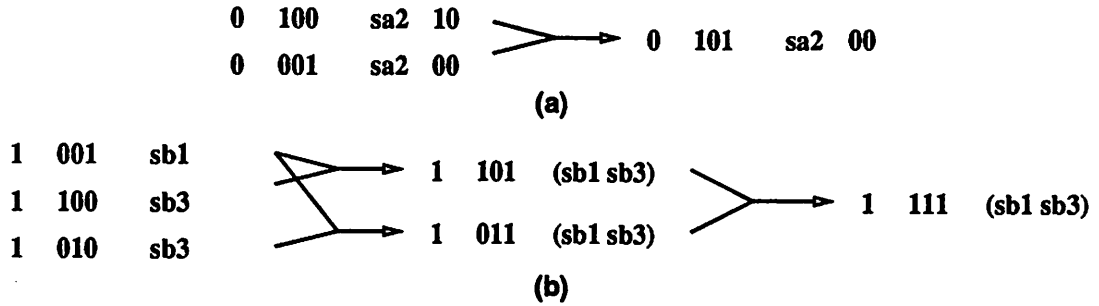 0 100 sa2 10
0 001 sa2 00
0 101 sa2 00
(a)
1 001 sb1
1 100 sb3
1 010 sb3
1 101 (sb1 sb3)
1 011 (sb1 sb3)
1 111 (sb1 sb3)
(b)